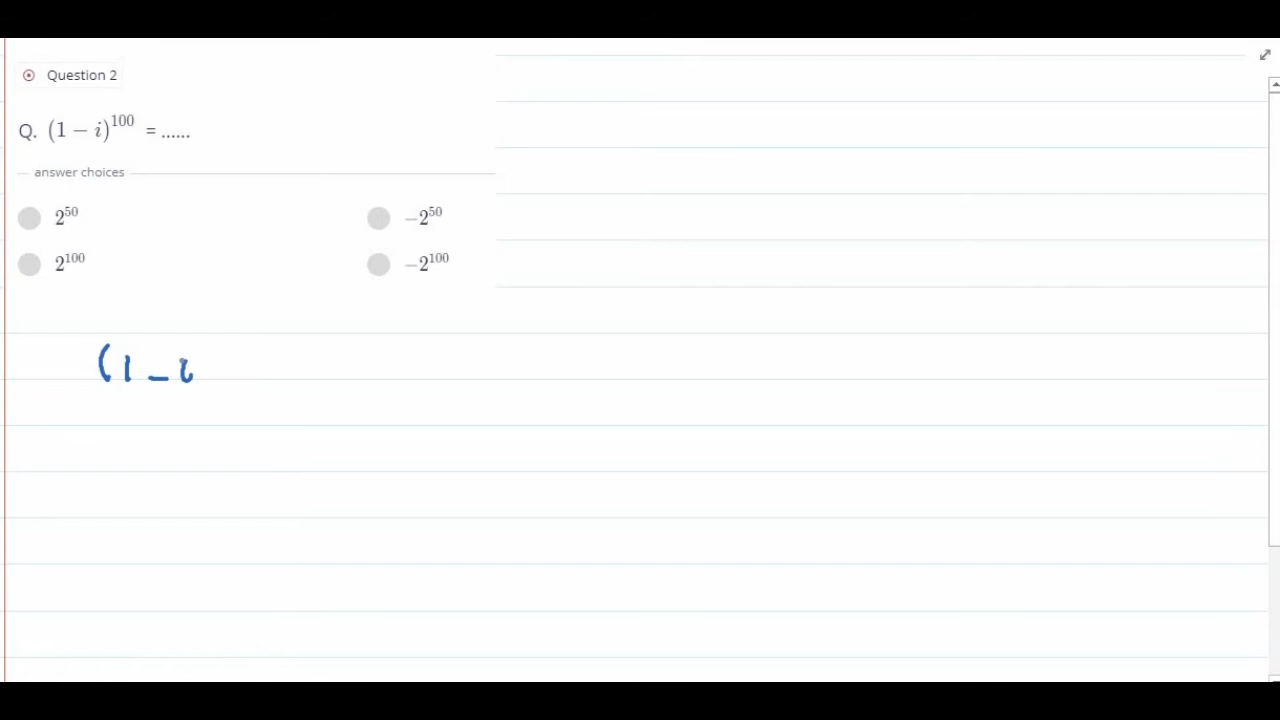 Question 2
Q. (1 − i)^100 = ......
answer choices
2^50
−2^50
2^100
−2^100
(1 - i